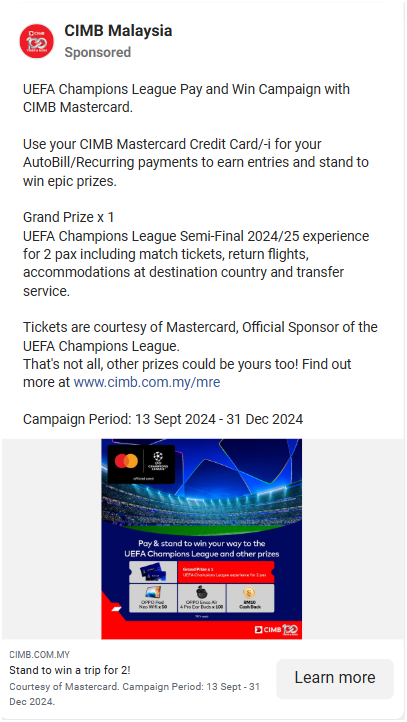 CIMB Malaysia
Sponsored
UEFA Champions League Pay and Win Campaign with
CIMB Mastercard.
Use your CIMB Mastercard Credit Card/-i for your
AutoBill/Recurring payments to earn entries and stand to
win epic prizes.
Grand Prize x 1
UEFA Champions League Semi-Final 2024/25 experience
for 2 pax including match tickets, return flights,
accommodations at destination country and transfer
service.
Tickets are courtesy of Mastercard, Official Sponsor of the
UEFA Champions League.
That's not all, other prizes could be yours too! Find out
more at www.cimb.com.my/mre
Campaign Period: 13 Sept 2024 - 31 Dec 2024
UEFA
CHAMPIONS
LEAGUE
official card
Pay & stand to win your way to the
UEFA Champions League and other prizes
Grand Prize x 1
UEFA Champions League experience for 2 pax
OPPO Pad
Neo Wifi x 50
OPPO Enco Air
4 Pro Ear Buds x 100
RM10
Cash Back
CIMB 100
CIMB.COM.MY
Stand to win a trip for 2!
Courtesy of Mastercard. Campaign Period: 13 Sept - 31
Dec 2024.
Learn more